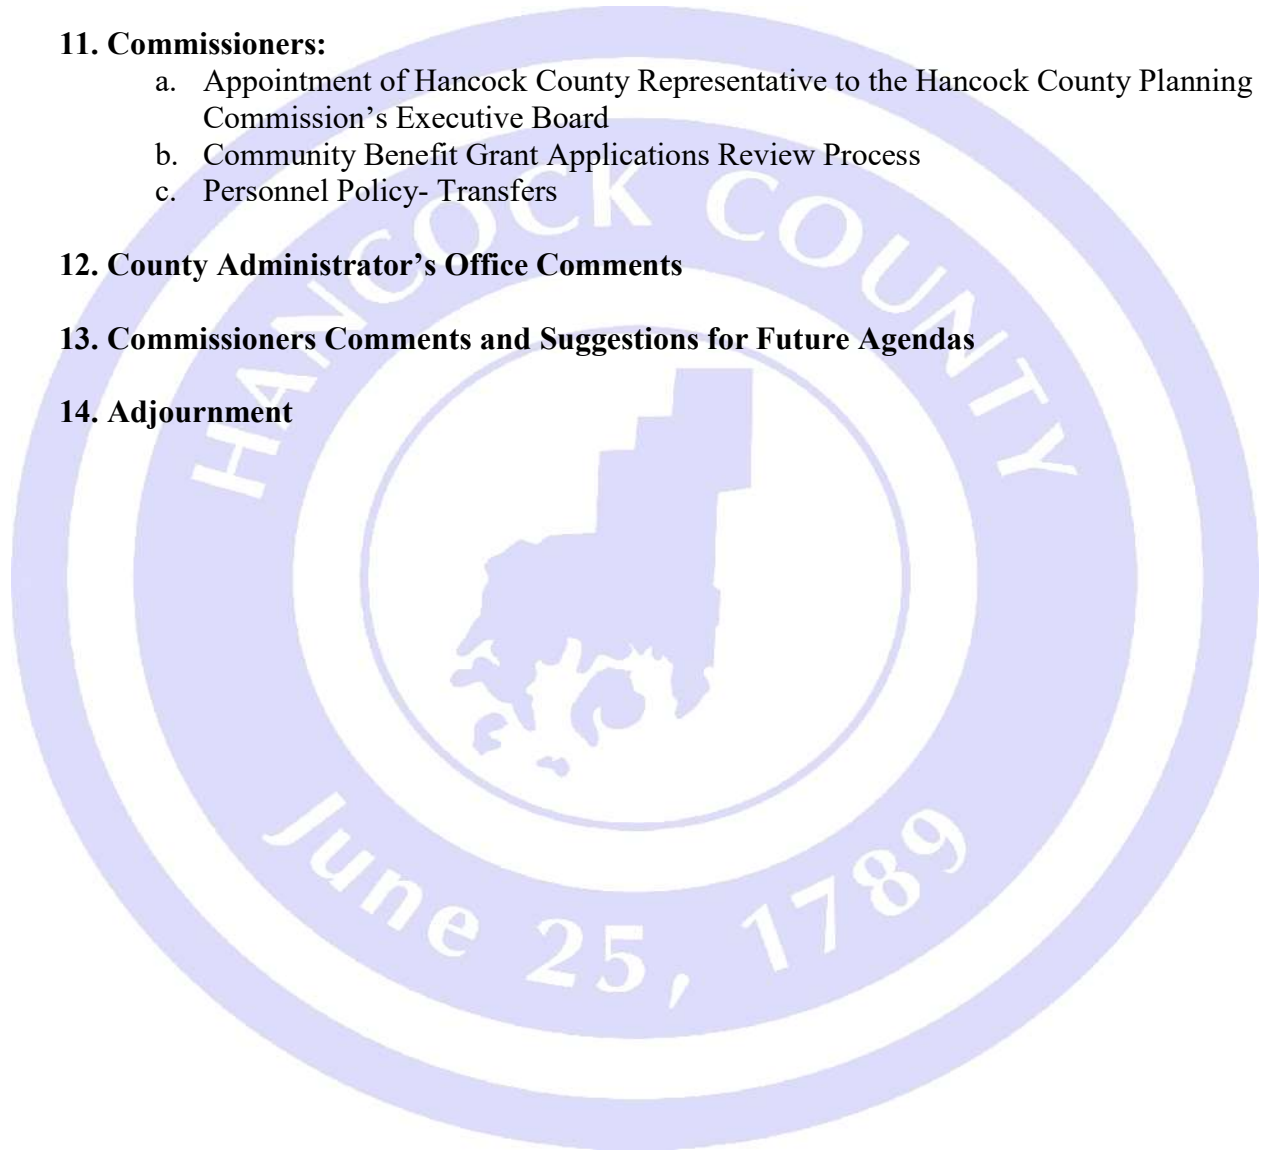 11. Commissioners:
a. Appointment of Hancock County Representative to the Hancock County Planning
Commission’s Executive Board
b. Community Benefit Grant Applications Review Process
c. Personnel Policy- Transfers
12. County Administrator’s Office Comments
13. Commissioners Comments and Suggestions for Future Agendas
14. Adjournment
HANCOCK COUNTY
June 25, 1789